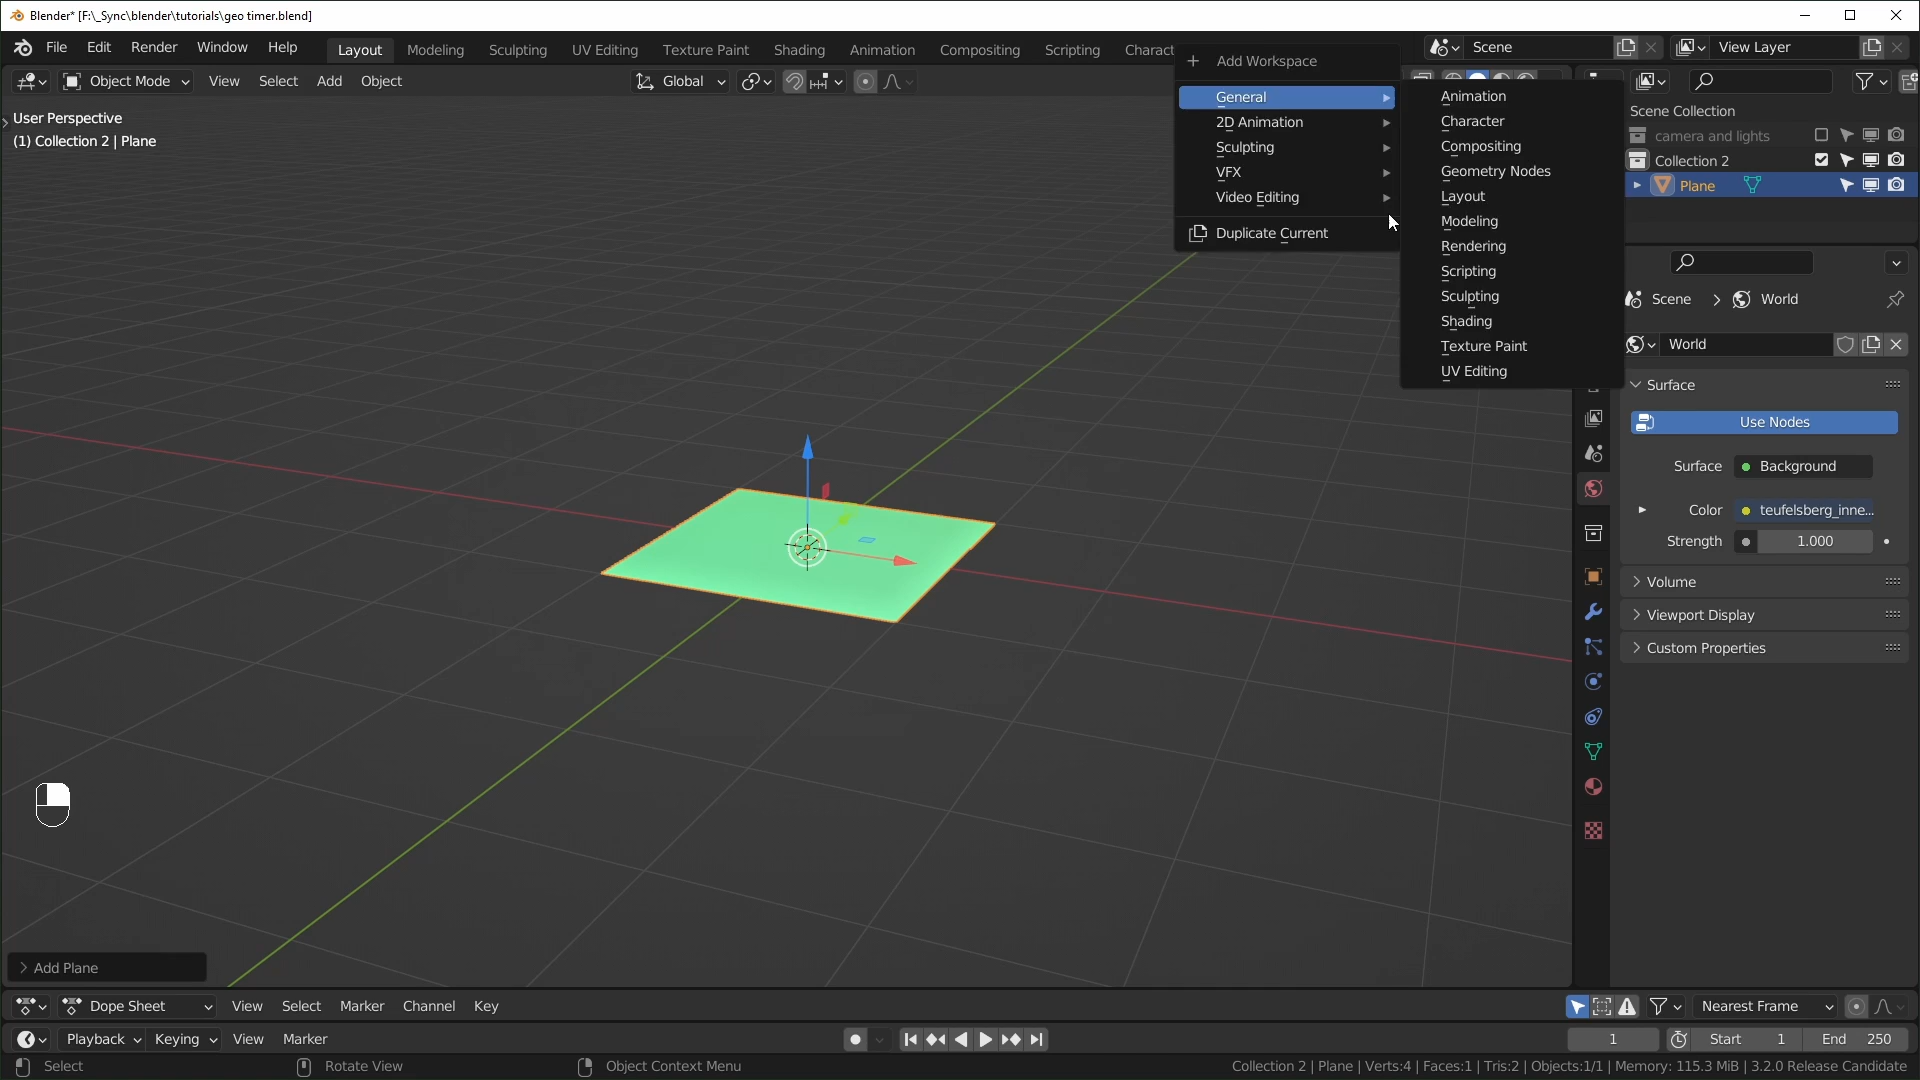 Blender* [F:\_Sync\blender\tutorials\geo timer.blend]
File Edit Render Window Help Layout Modeling Sculpting UV Editing Texture Paint Shading Animation Compositing Scripting Charact Scene View Layer
Add Workspace
Object Mode View Select Add Object Global
General
2D Animation
Sculpting
VFX
Video Editing
Duplicate Current
Animation
Character
Compositing
Geometry Nodes
Layout
Modeling
Rendering
Scripting
Sculpting
Shading
Texture Paint
UV Editing
User Perspective
(1) Collection 2 | Plane
Scene Collection
camera and lights
Collection 2
Plane
Scene World
World
Surface
Use Nodes
Surface Background
Color teufelsberg_inne...
Strength 1.000
Volume
Viewport Display
Custom Properties
Add Plane
Dope Sheet View Select Marker Channel Key Nearest Frame
Playback Keying View Marker 1 Start 1 End 250
Select Rotate View Object Context Menu Collection 2 | Plane | Verts:4 | Faces:1 | Tris:2 | Objects:1/1 | Memory: 115.3 MiB | 3.2.0 Release Candidate